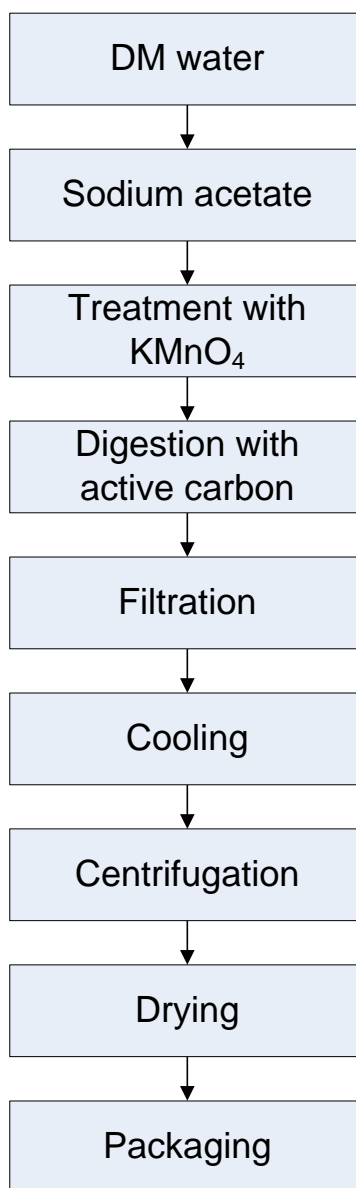 DM water
Sodium acetate
Treatment with
KMnO₄
Digestion with
active carbon
Filtration
Cooling
Centrifugation
Drying
Packaging